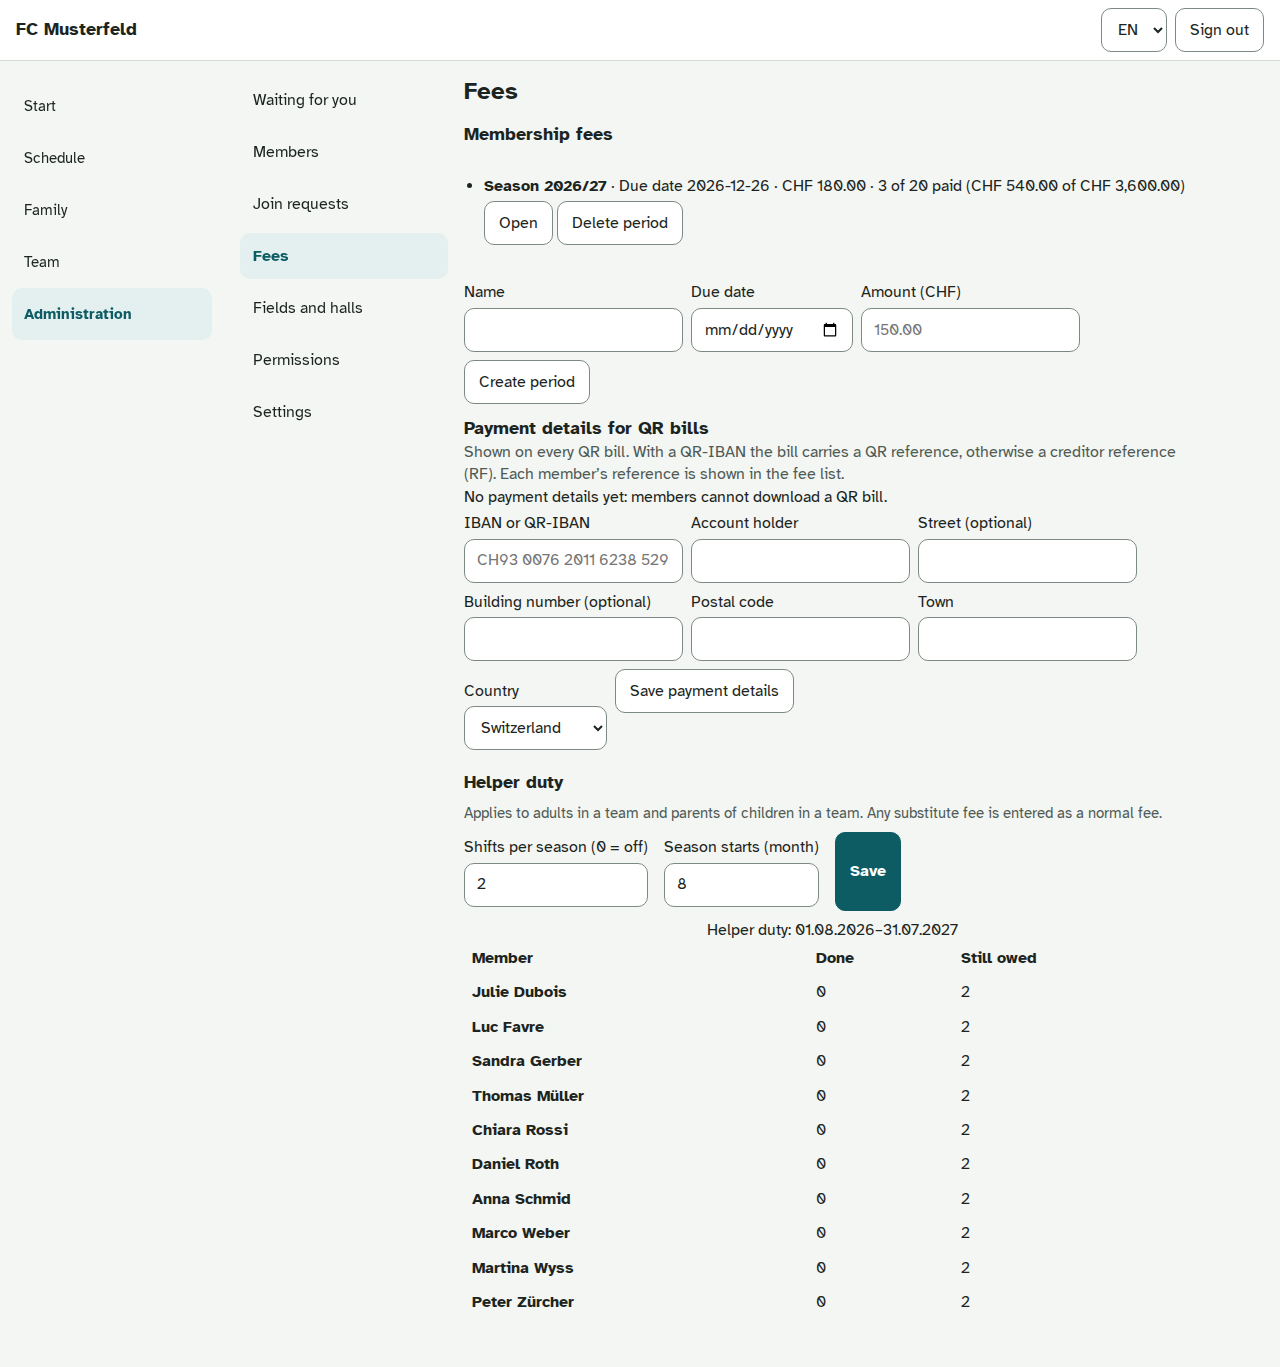 FC Musterfeld
EN
Sign out
Start
Schedule
Family
Team
Administration
Waiting for you
Members
Join requests
Fees
Fields and halls
Permissions
Settings
Fees
Membership fees
• Season 2026/27 · Due date 2026-12-26 · CHF 180.00 · 3 of 20 paid (CHF 540.00 of CHF 3,600.00)
Open Delete period
Name Due date Amount (CHF)
mm/dd/yyyy 150.00
Create period
Payment details for QR bills
Shown on every QR bill. With a QR-IBAN the bill carries a QR reference, otherwise a creditor reference
(RF). Each member’s reference is shown in the fee list.
No payment details yet: members cannot download a QR bill.
IBAN or QR-IBAN Account holder Street (optional)
CH93 0076 2011 6238 529
Building number (optional) Postal code Town
Country Save payment details
Switzerland
Helper duty
Applies to adults in a team and parents of children in a team. Any substitute fee is entered as a normal fee.
Shifts per season (0 = off) Season starts (month)
2 8 Save
Helper duty: 01.08.2026–31.07.2027
Member Done Still owed
Julie Dubois 0 2
Luc Favre 0 2
Sandra Gerber 0 2
Thomas Müller 0 2
Chiara Rossi 0 2
Daniel Roth 0 2
Anna Schmid 0 2
Marco Weber 0 2
Martina Wyss 0 2
Peter Zürcher 0 2